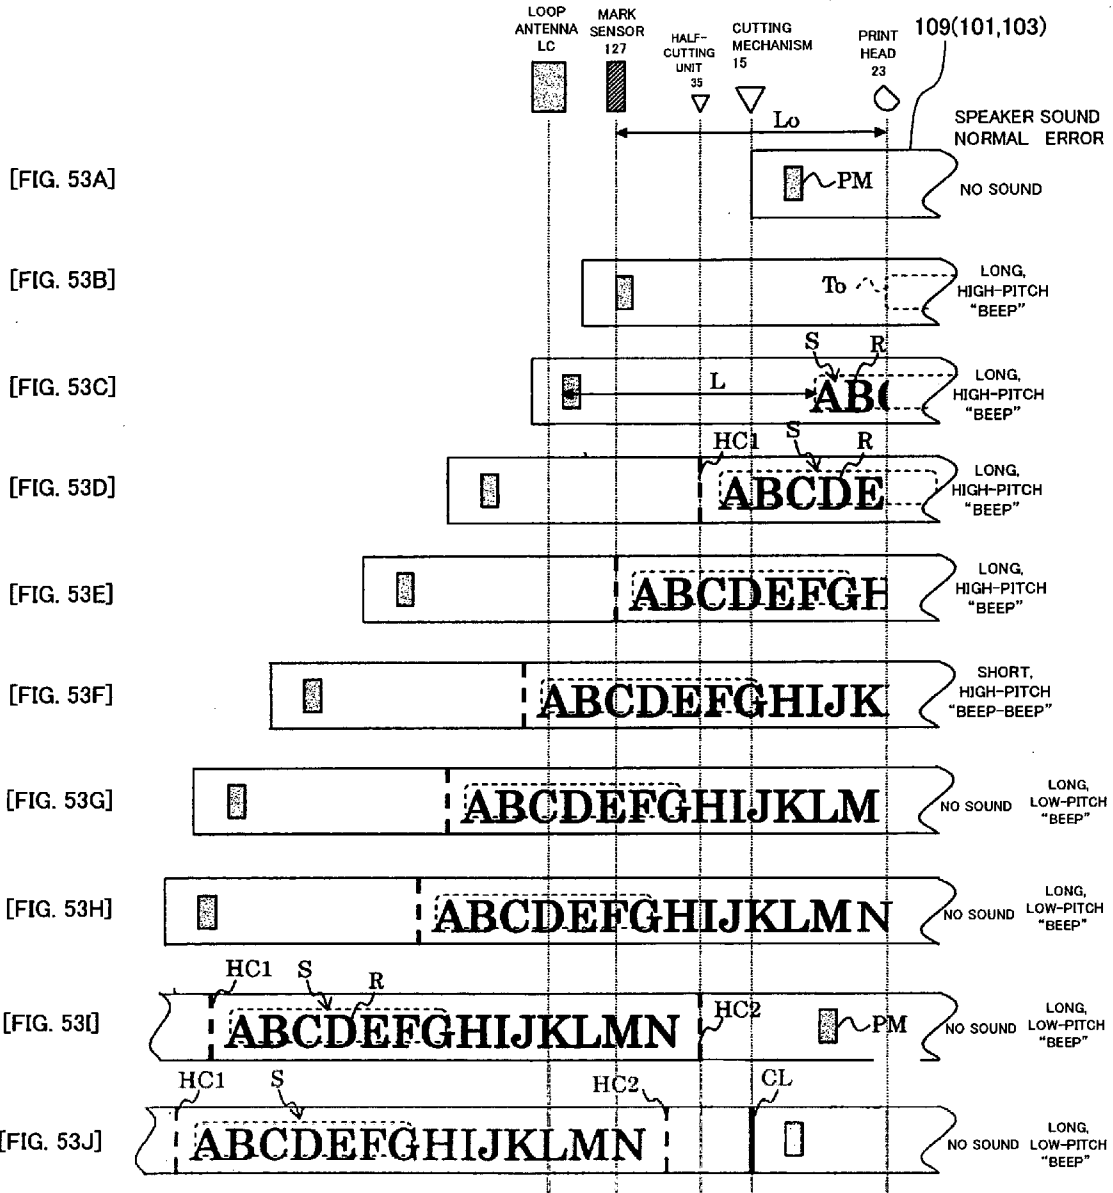 LOOP
ANTENNA
LC
MARK
SENSOR
127
HALF-
CUTTING
UNIT
35
CUTTING
MECHANISM
15
PRINT
HEAD
23
109(101,103)
Lo
SPEAKER SOUND
NORMAL ERROR
[FIG. 53A]
PM
NO SOUND
[FIG. 53B]
To
LONG,
HIGH-PITCH
"BEEP"
[FIG. 53C]
L
S
R
ABC
LONG,
HIGH-PITCH
"BEEP"
[FIG. 53D]
HC1
S
R
ABCDE
LONG,
HIGH-PITCH
"BEEP"
[FIG. 53E]
ABCDEFGH
LONG,
HIGH-PITCH
"BEEP"
[FIG. 53F]
ABCDEFGHIJK
SHORT,
HIGH-PITCH
"BEEP-BEEP"
[FIG. 53G]
ABCDEFGHIJKLM
NO SOUND
LONG,
LOW-PITCH
"BEEP"
[FIG. 53H]
ABCDEFGHIJKLMN
NO SOUND
LONG,
LOW-PITCH
"BEEP"
[FIG. 53I]
HC1
S
R
ABCDEFGHIJKLMN
HC2
PM
NO SOUND
LONG,
LOW-PITCH
"BEEP"
[FIG. 53J]
HC1
S
ABCDEFGHIJKLMN
HC2
CL
NO SOUND
LONG,
LOW-PITCH
"BEEP"